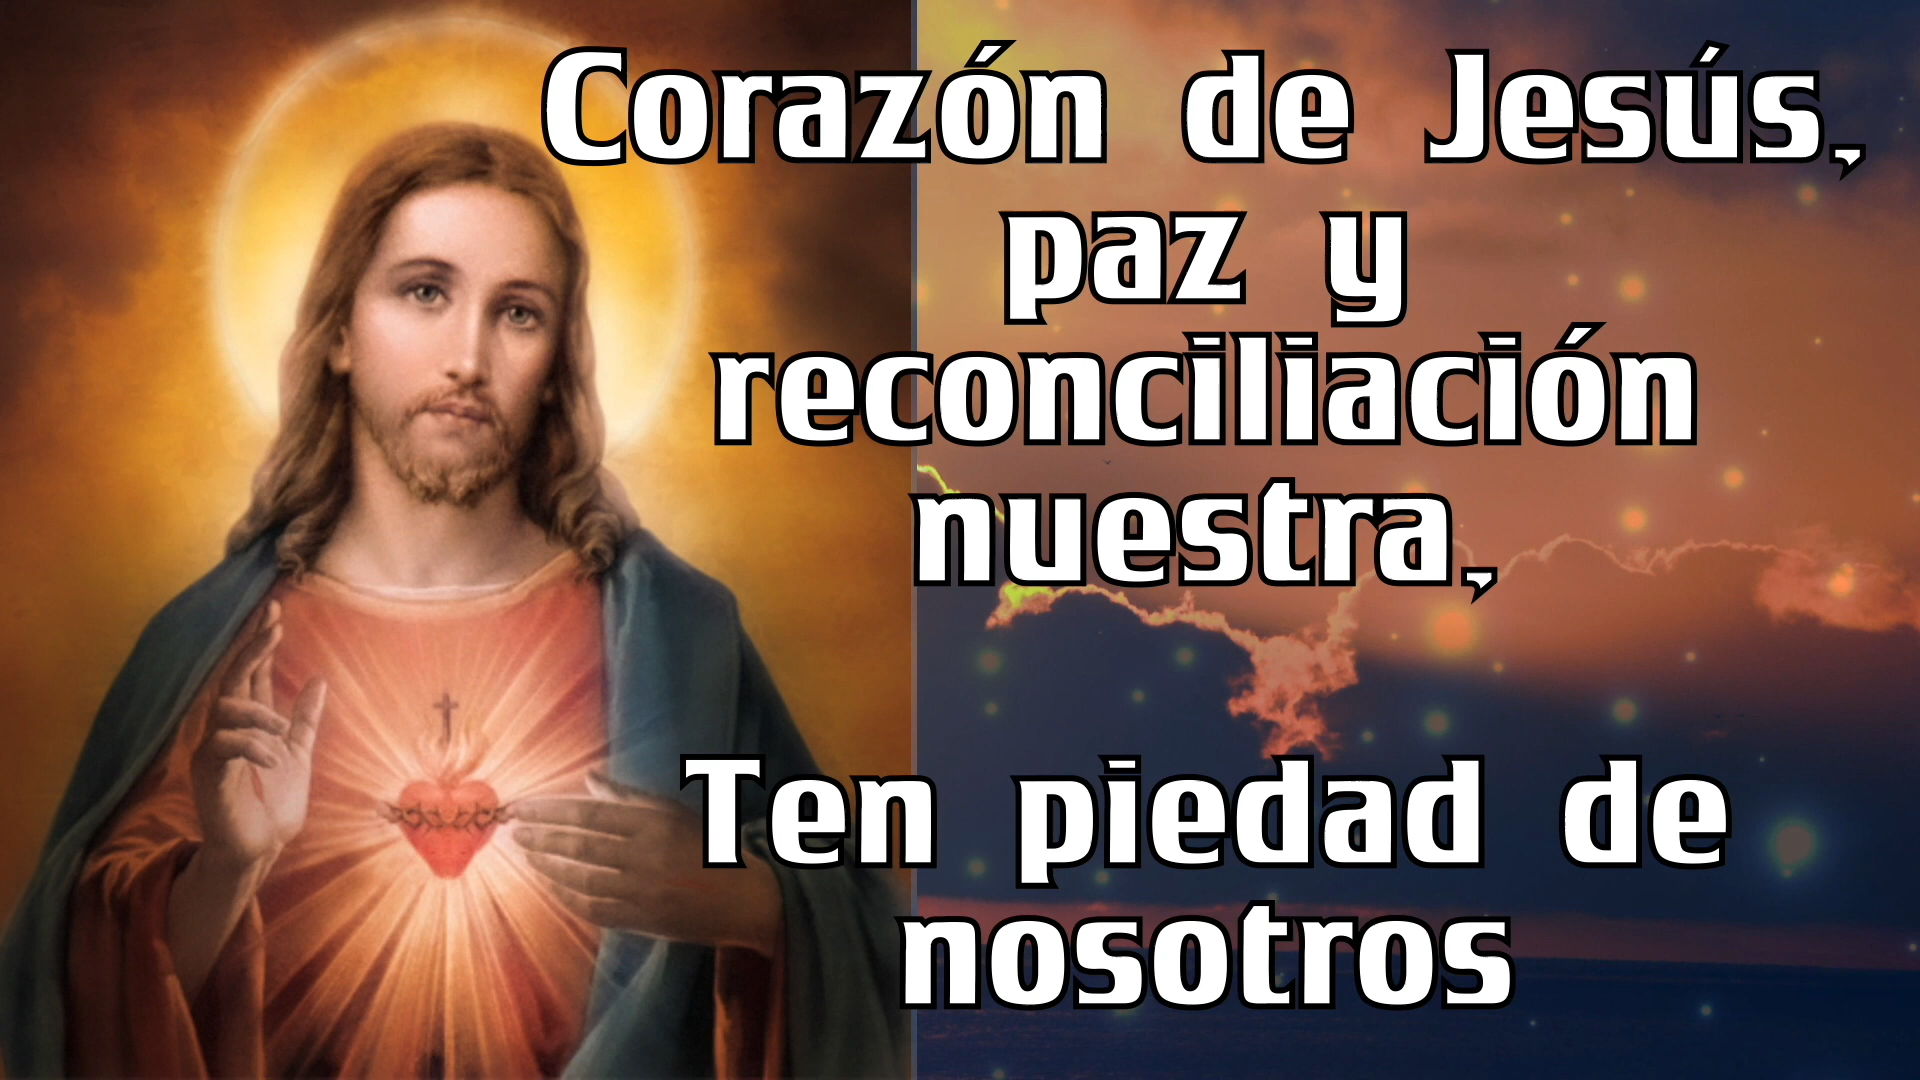 Corazón de Jesús,
paz y
reconciliación
nuestra,
Ten piedad de
nosotros